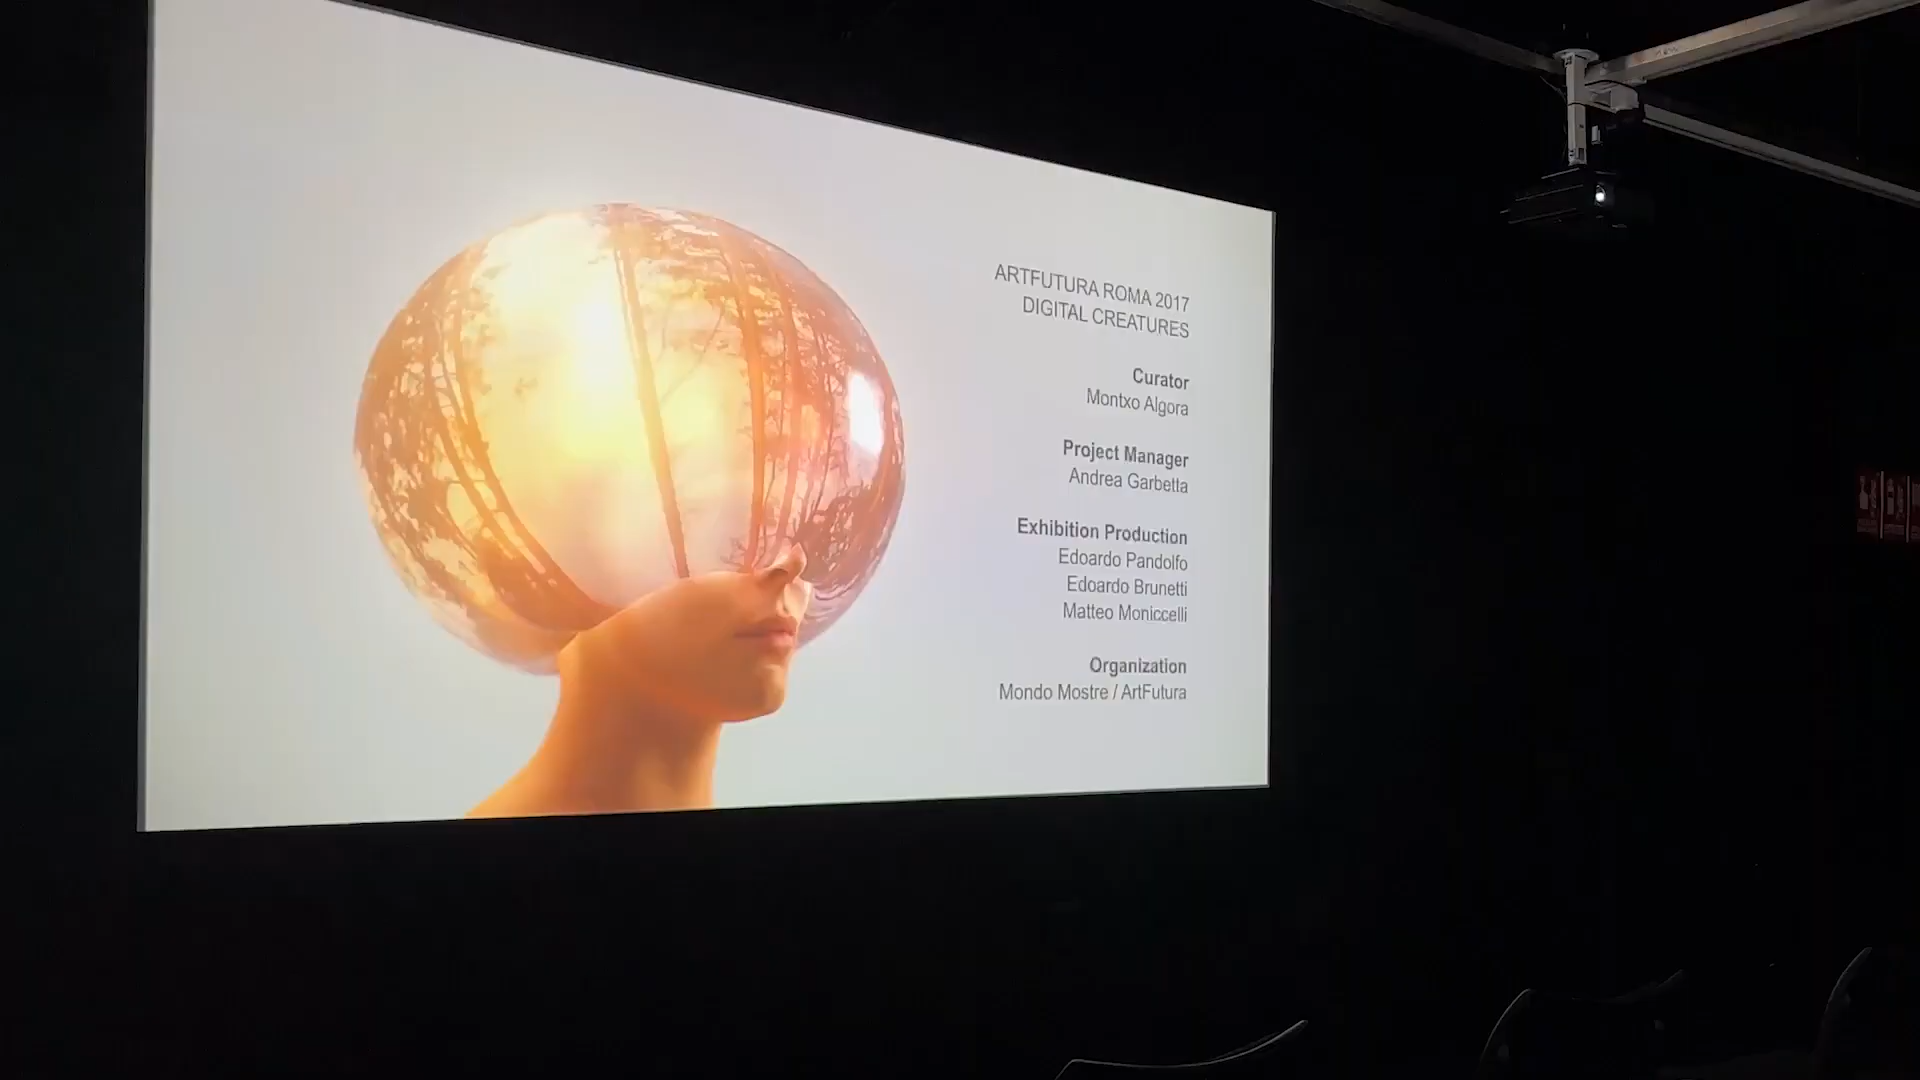 ARTFUTURA ROMA 2017
DIGITAL CREATURES
Curator
Montxo Algora
Project Manager
Andrea Garbetta
Exhibition Production
Edoardo Pandolfo
Edoardo Brunetti
Matteo Moniccelli
Organization
Mondo Mostre / ArtFutura